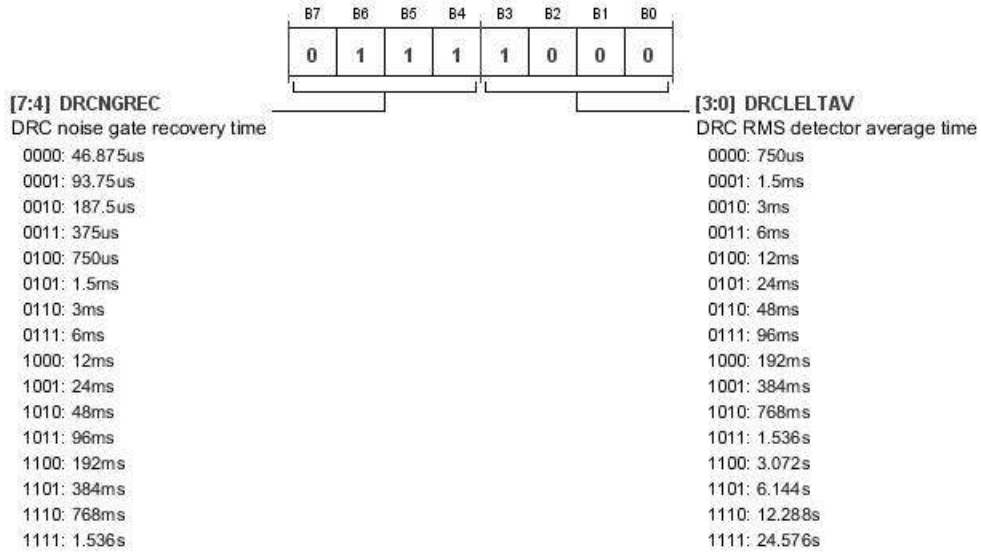 B7 B6 B5 B4 B3 B2 B1 B0
0 1 1 1 1 0 0 0
[7:4] DRCNGREC
DRC noise gate recovery time
0000: 46.875us
0001: 93.75us
0010: 187.5us
0011: 375us
0100: 750us
0101: 1.5ms
0110: 3ms
0111: 6ms
1000: 12ms
1001: 24ms
1010: 48ms
1011: 96ms
1100: 192ms
1101: 384ms
1110: 768ms
1111: 1.536s
[3:0] DRCLELTAV
DRC RMS detector average time
0000: 750us
0001: 1.5ms
0010: 3ms
0011: 6ms
0100: 12ms
0101: 24ms
0110: 48ms
0111: 96ms
1000: 192ms
1001: 384ms
1010: 768ms
1011: 1.536s
1100: 3.072s
1101: 6.144s
1110: 12.288s
1111: 24.576s